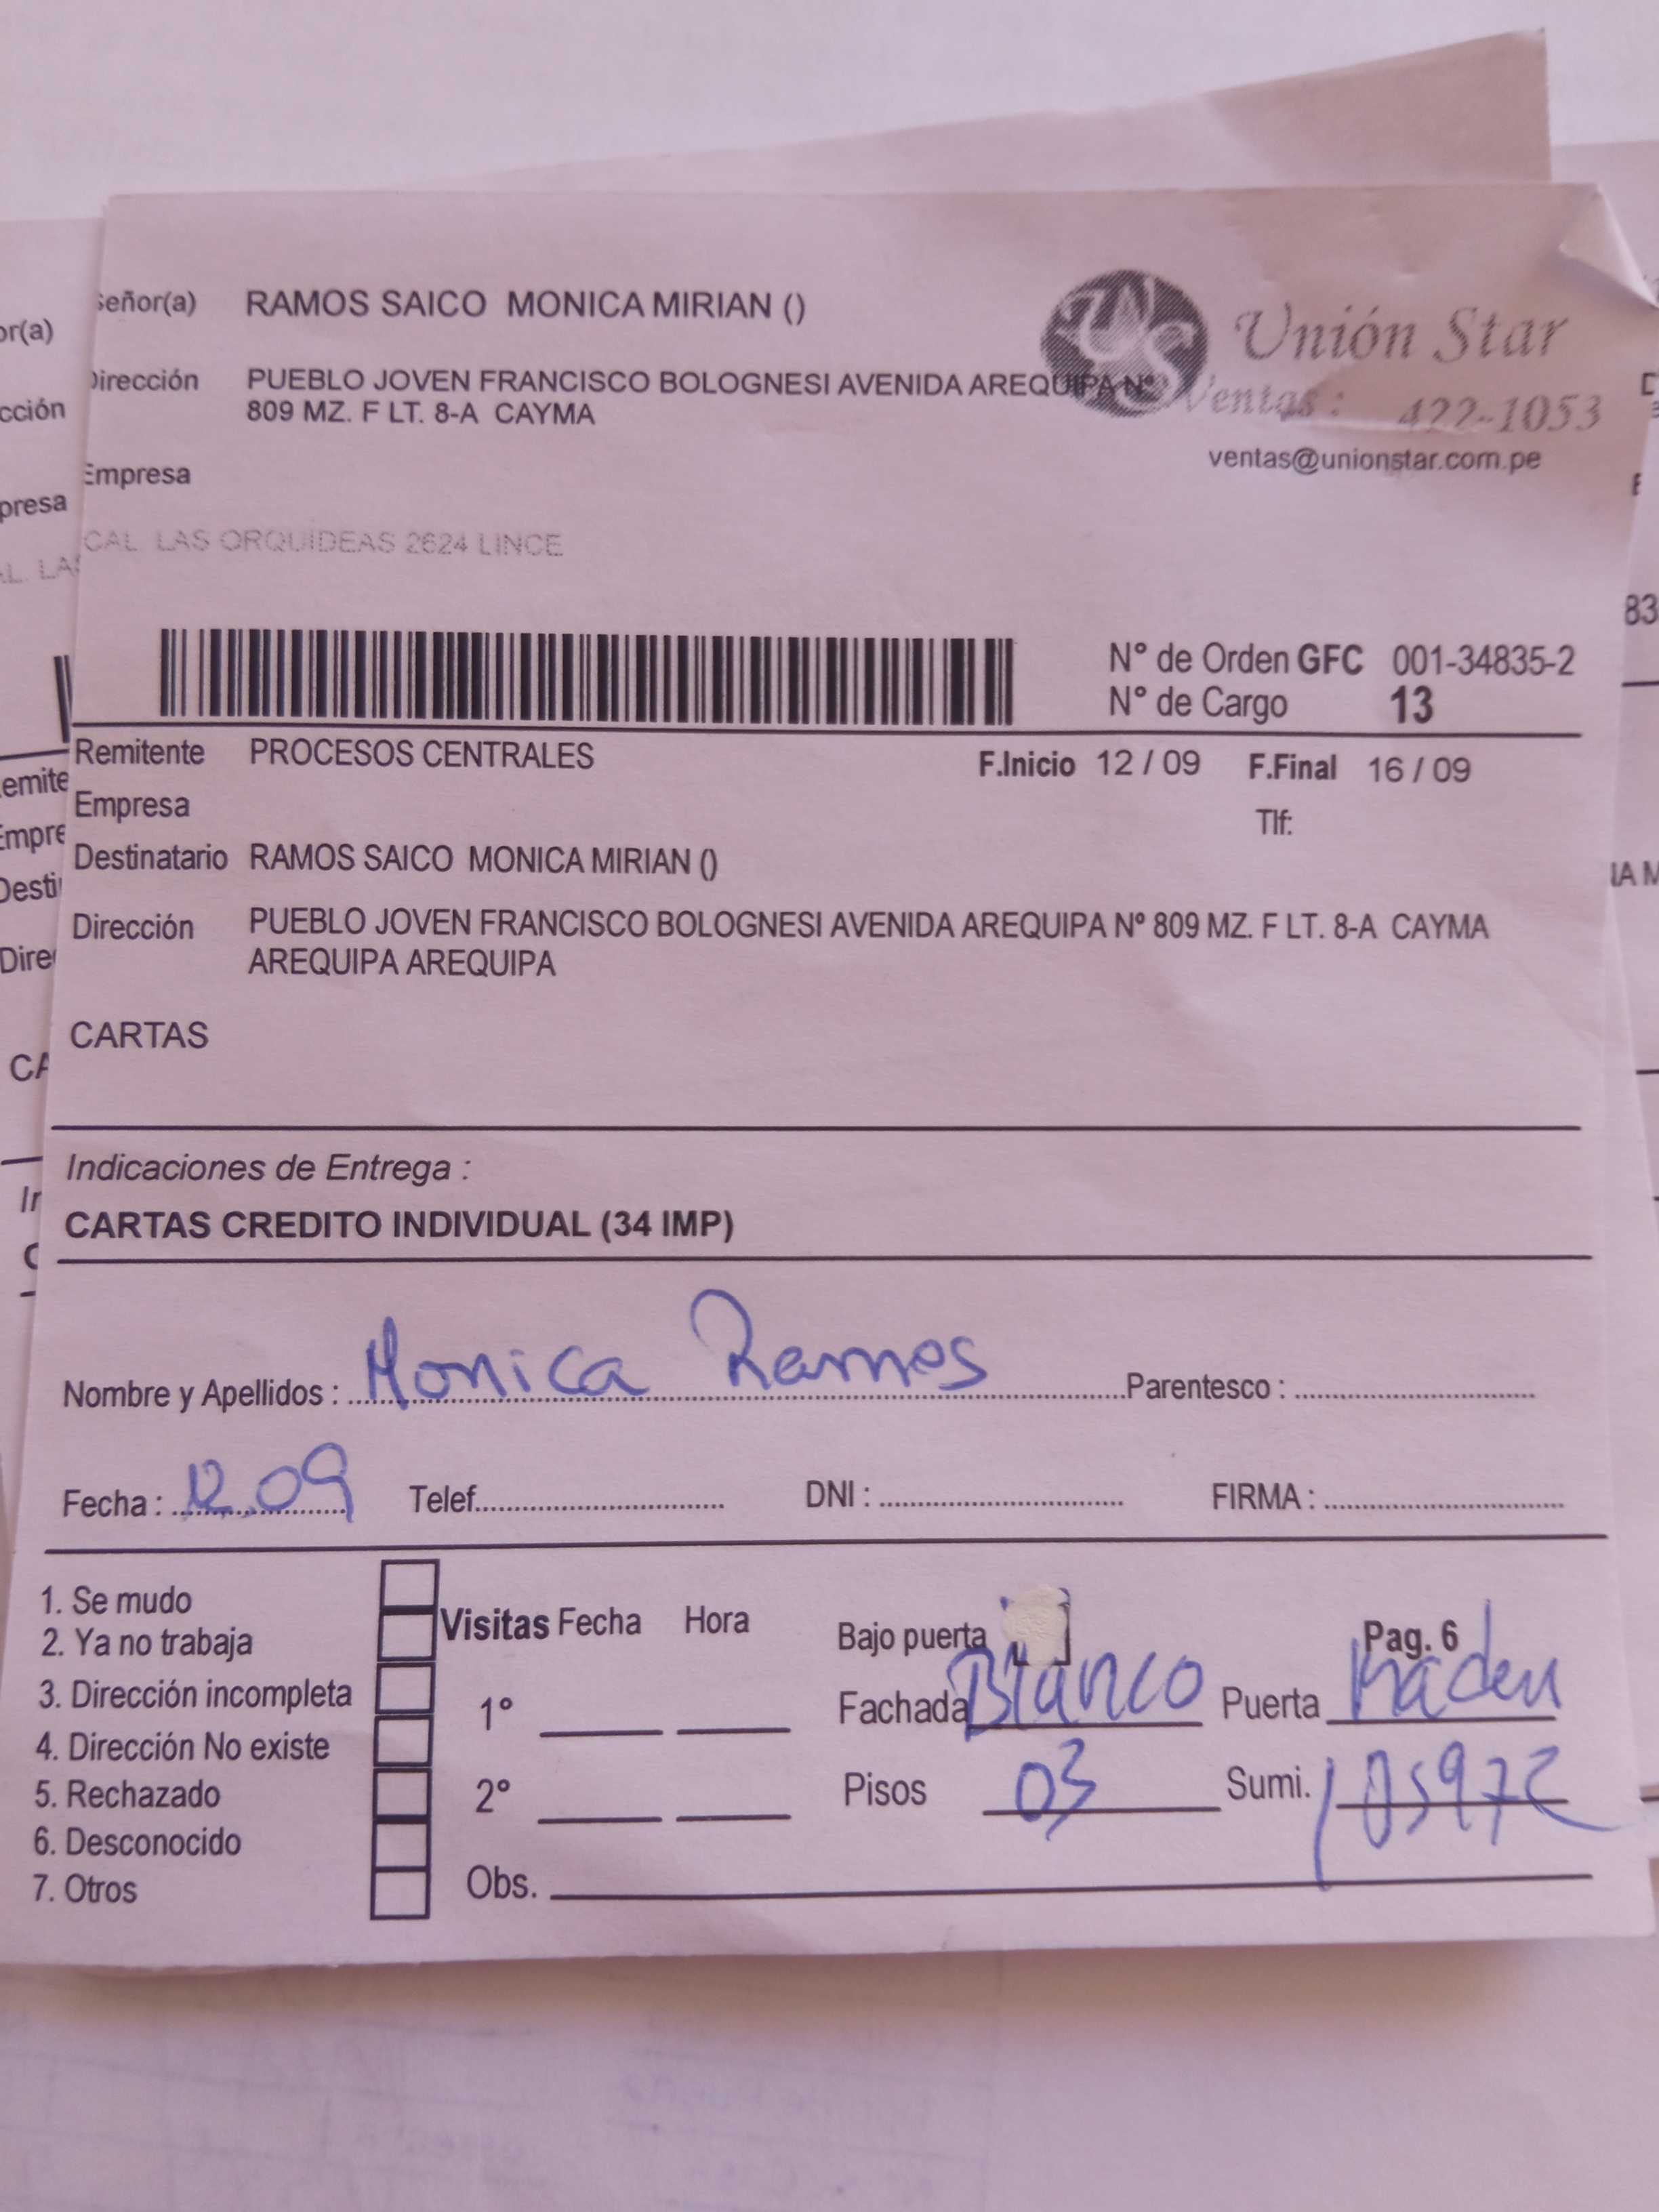 Señor(a) RAMOS SAICO MONICA MIRIAN ()
Unión Star
Dirección PUEBLO JOVEN FRANCISCO BOLOGNESI AVENIDA AREQUIPA Nº
809 MZ. F LT. 8-A CAYMA
Ventas : 422-1053
ventas@unionstar.com.pe
Empresa
CAL. LAS ORQUIDEAS 2624 LINCE
N° de Orden GFC 001-34835-2
N° de Cargo 13
Remitente PROCESOS CENTRALES F.Inicio 12 / 09 F.Final 16 / 09
Empresa Tlf:
Destinatario RAMOS SAICO MONICA MIRIAN ()
Dirección PUEBLO JOVEN FRANCISCO BOLOGNESI AVENIDA AREQUIPA Nº 809 MZ. F LT. 8-A CAYMA
AREQUIPA AREQUIPA
CARTAS
Indicaciones de Entrega :
CARTAS CREDITO INDIVIDUAL (34 IMP)
Nombre y Apellidos : Monica Ramos Parentesco :
Fecha : 12.09 Telef. DNI : FIRMA :
1. Se mudo
2. Ya no trabaja
3. Dirección incompleta
4. Dirección No existe
5. Rechazado
6. Desconocido
7. Otros
Visitas Fecha Hora
1°
2°
Obs.
Bajo puerta Pag. 6
Fachada Blanco Puerta Mader
Pisos 03 Sumi.